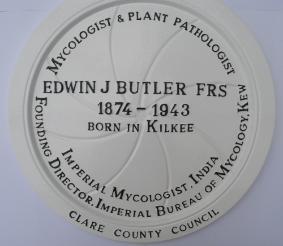 MYCOLOGIST & PLANT PATHOLOGIST
EDWIN J BUTLER FRS
1874 - 1943
BORN IN KILKEE
IMPERIAL MYCOLOGIST, INDIA
FOUNDING DIRECTOR, IMPERIAL BUREAU OF MYCOLOGY, KEW
CLARE COUNTY COUNCIL